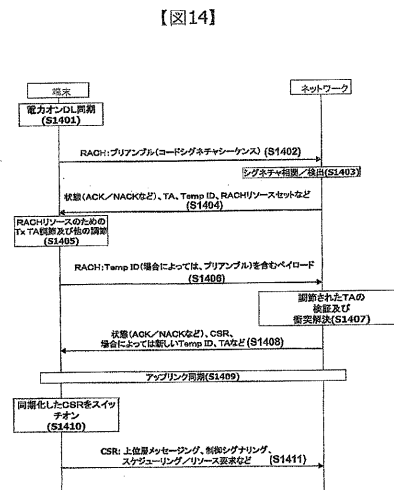 【図14】
端末
ネットワーク
電力オンDL同期
(S1401)
RACH:プリアンブル(コードシグネチャシーケンス) (S1402)
シグネチャ相関/検出(S1403)
状態(ACK/NACKなど)、TA、Temp ID、RACHリソースセットなど
(S1404)
RACHリソースのための
Tx TA調節及び他の調節
(S1405)
RACH:Temp ID(場合によっては、プリアンブル)を含むペイロード
(S1406)
調節されたTAの
検証及び
衝突解決(S1407)
状態(ACK/NACKなど)、CSR、
場合によっては新しいTemp ID、TAなど(S1408)
アップリンク同期(S1409)
同期化したCSRをスイッ
チオン
(S1410)
CSR: 上位層メッセージング、制御シグナリング、
スケジューリング/リソース要求など (S1411)